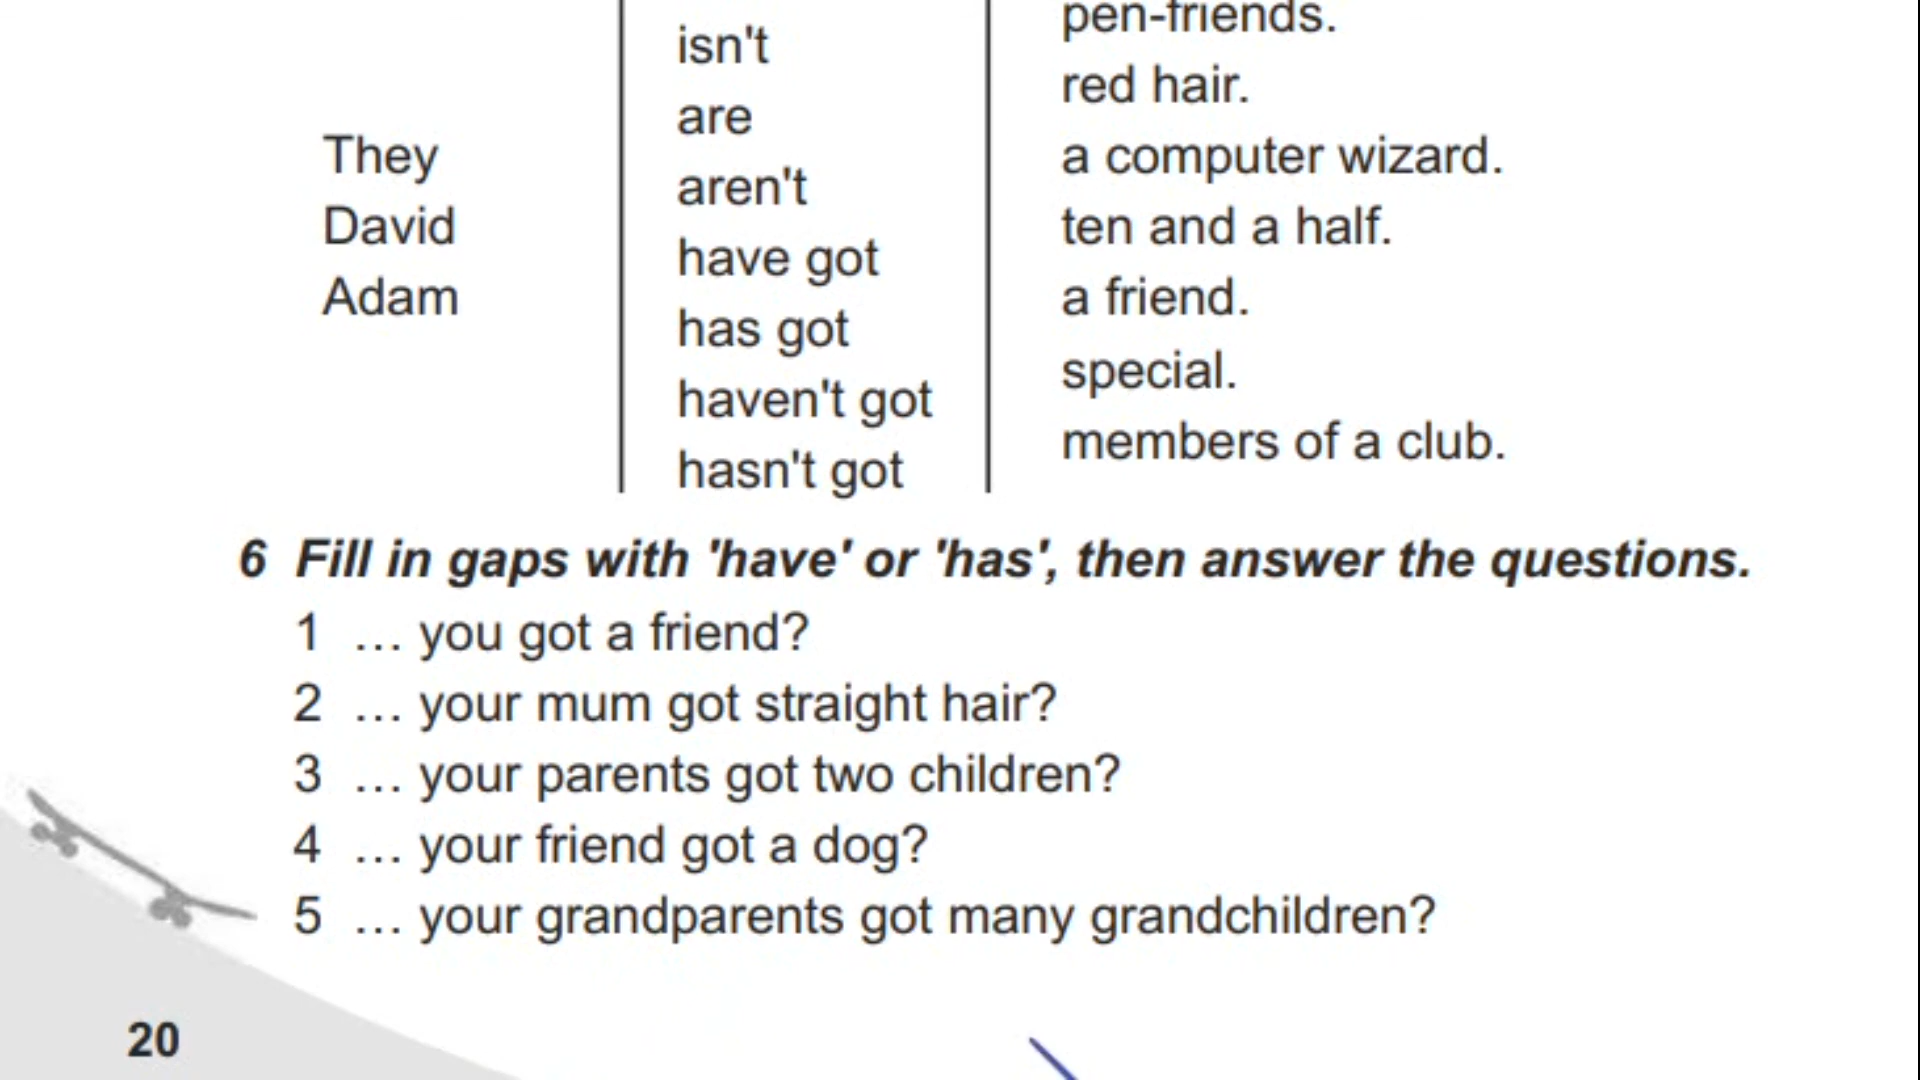 pen-friends.
isn't
red hair.
are
They
a computer wizard.
aren't
David
ten and a half.
have got
Adam
a friend.
has got
special.
haven't got
members of a club.
hasn't got
6 Fill in gaps with 'have' or 'has', then answer the questions.
1 … you got a friend?
2 … your mum got straight hair?
3 … your parents got two children?
4 … your friend got a dog?
5 … your grandparents got many grandchildren?
20